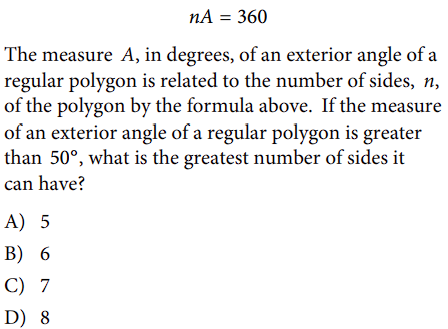 nA = 360
The measure A, in degrees, of an exterior angle of a
regular polygon is related to the number of sides, n,
of the polygon by the formula above. If the measure
of an exterior angle of a regular polygon is greater
than 50°, what is the greatest number of sides it
can have?
A) 5
B) 6
C) 7
D) 8